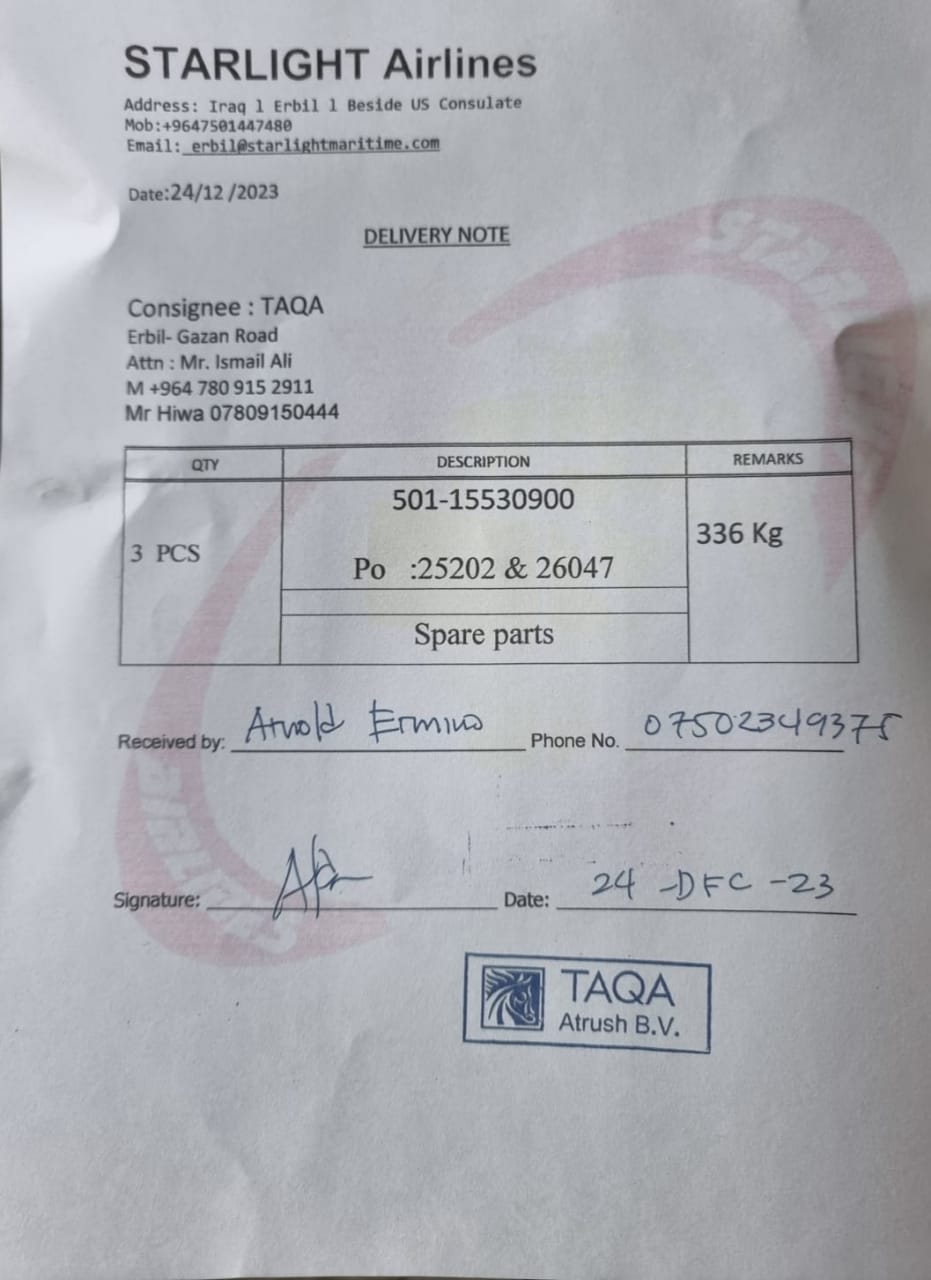 STARLIGHT Airlines
Address: Iraq l Erbil l Beside US Consulate
Mob:+9647501447480
Email: erbil@starlightmaritime.com
Date:24/12 /2023
DELIVERY NOTE
Consignee : TAQA
Erbil- Gazan Road
Attn : Mr. Ismail Ali
M +964 780 915 2911
Mr Hiwa 07809150444
QTY DESCRIPTION REMARKS
501-15530900
3 PCS 336 Kg
Po :25202 & 26047
Spare parts
Received by: Arnold Ermino Phone No. 07502349375
Signature: Date: 24 -DEC -23
TAQA
Atrush B.V.